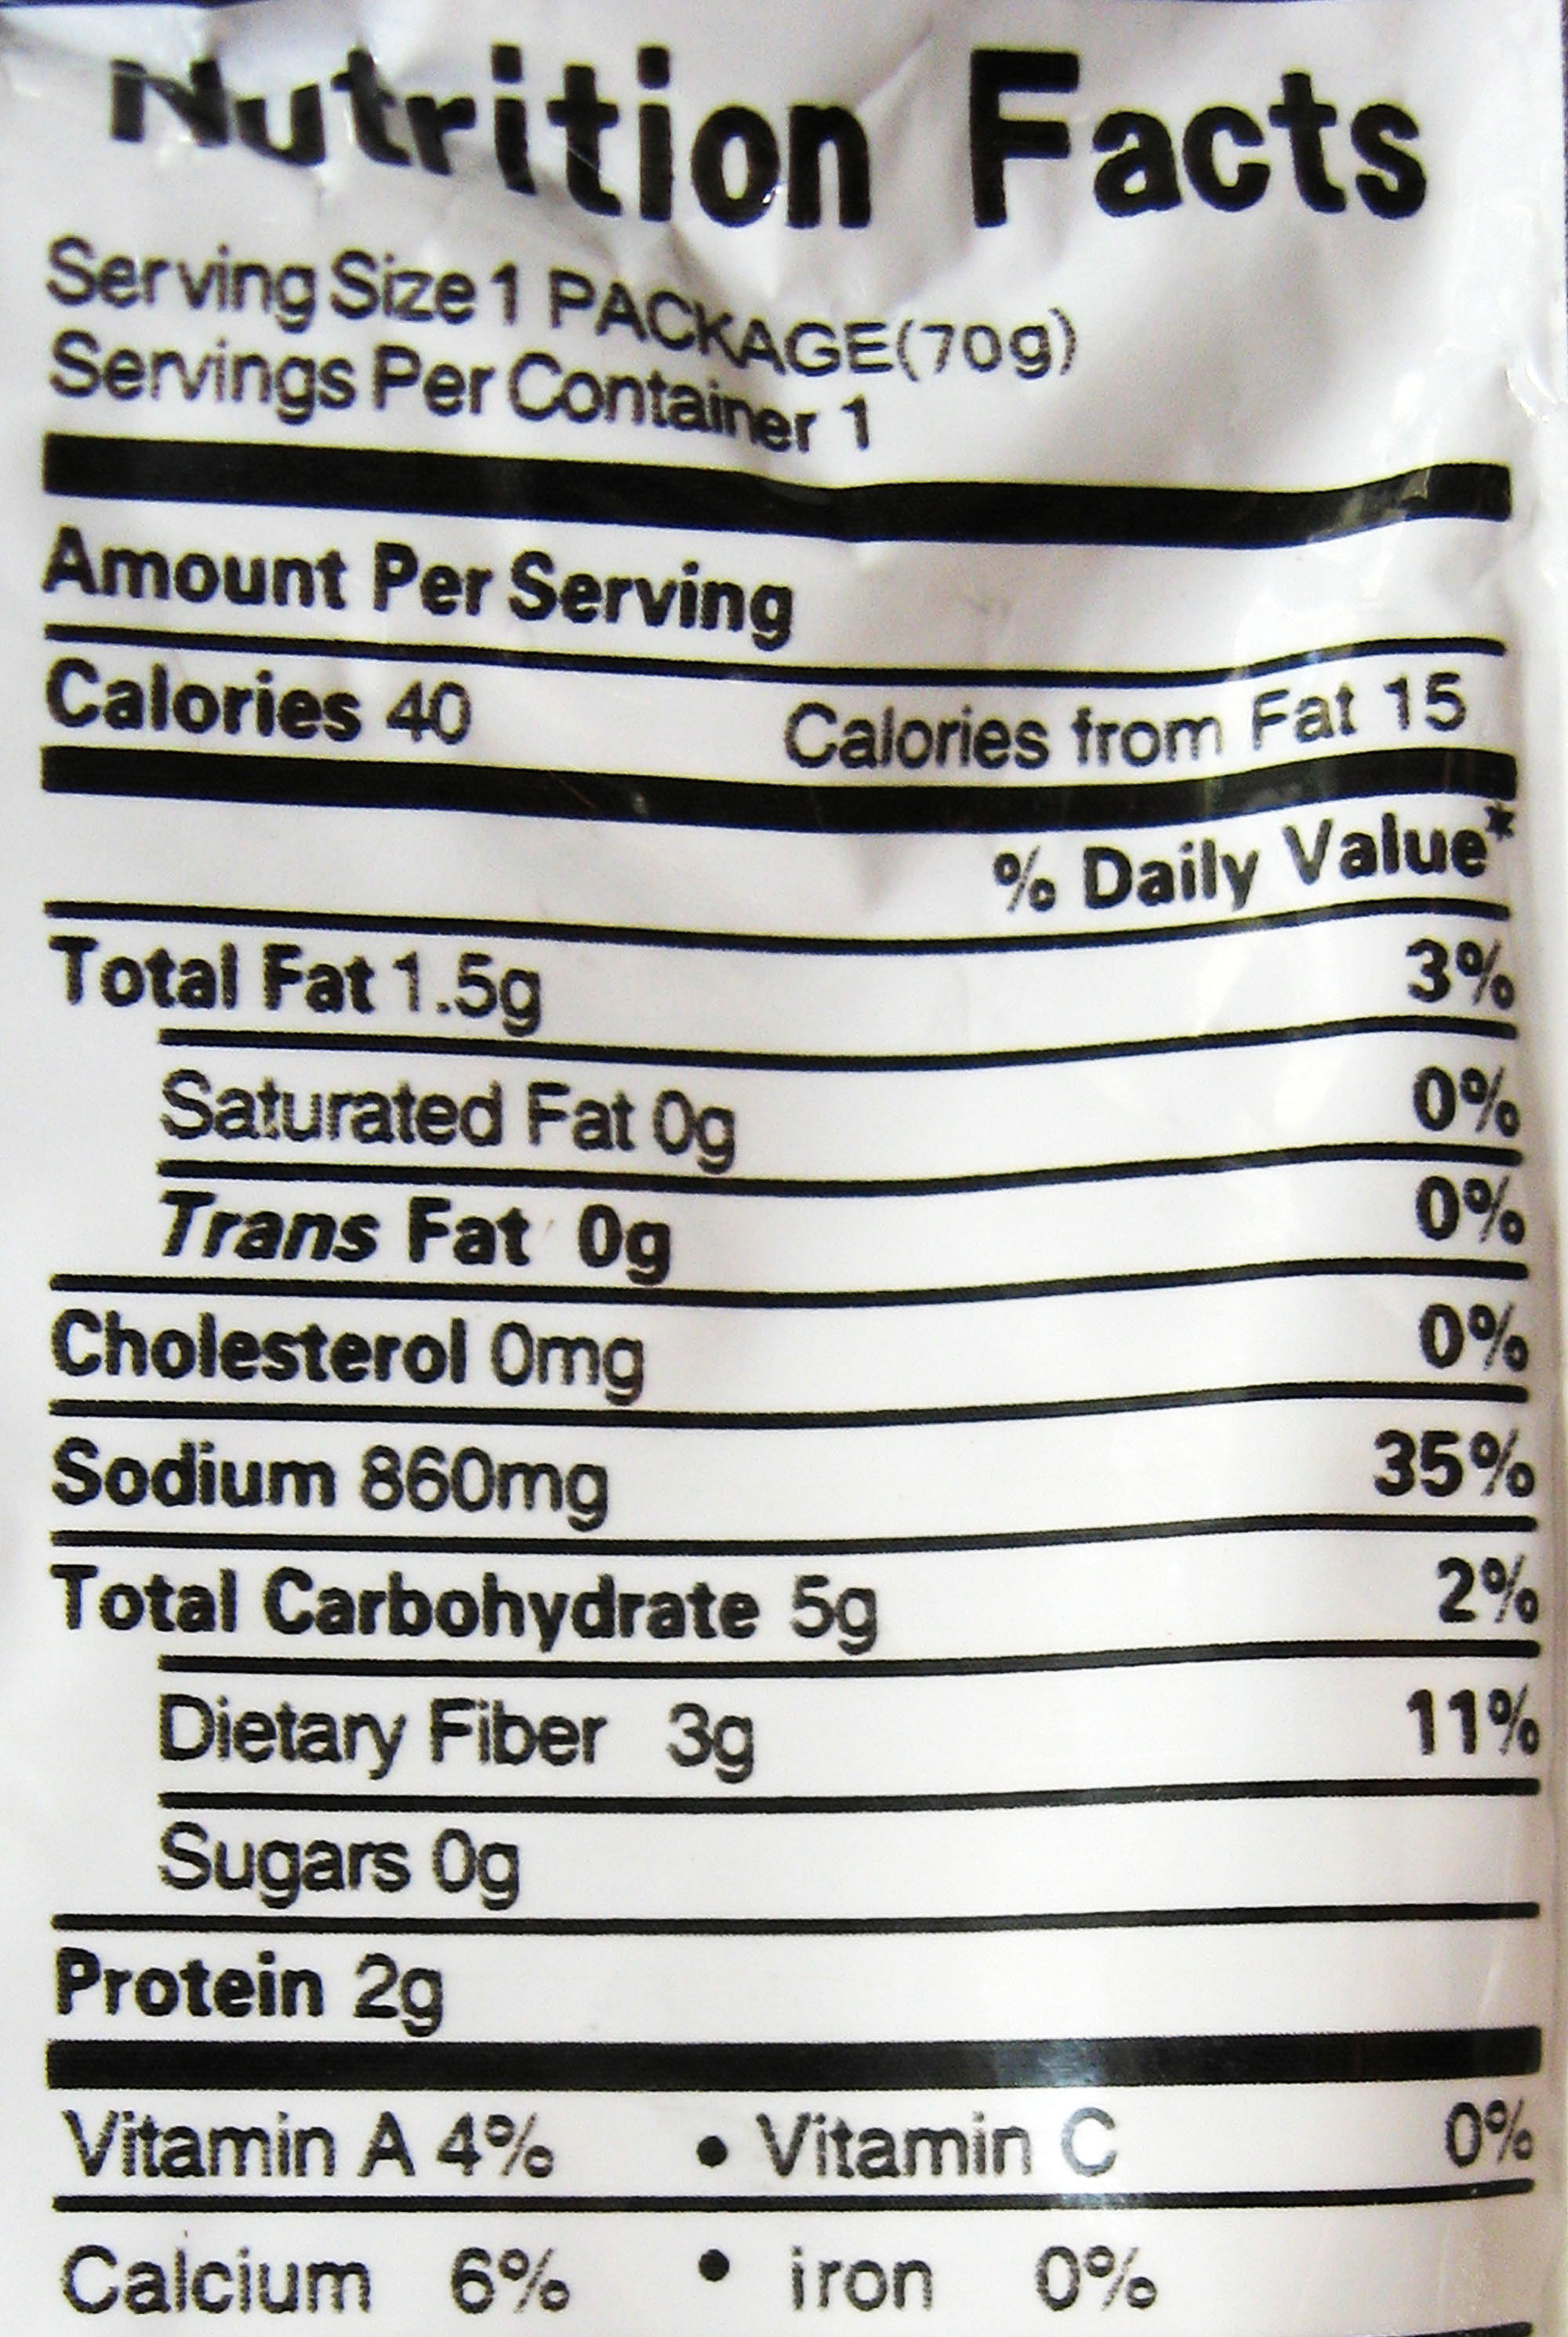 Nutrition Facts
Serving Size 1 PACKAGE(70g)
Servings Per Container 1
Amount Per Serving
Calories 40 Calories from Fat 15
% Daily Value*
Total Fat 1.5g 3%
Saturated Fat 0g 0%
Trans Fat 0g 0%
Cholesterol 0mg 0%
Sodium 860mg 35%
Total Carbohydrate 5g 2%
Dietary Fiber 3g 11%
Sugars 0g
Protein 2g
Vitamin A 4% • Vitamin C 0%
Calcium 6% • iron 0%